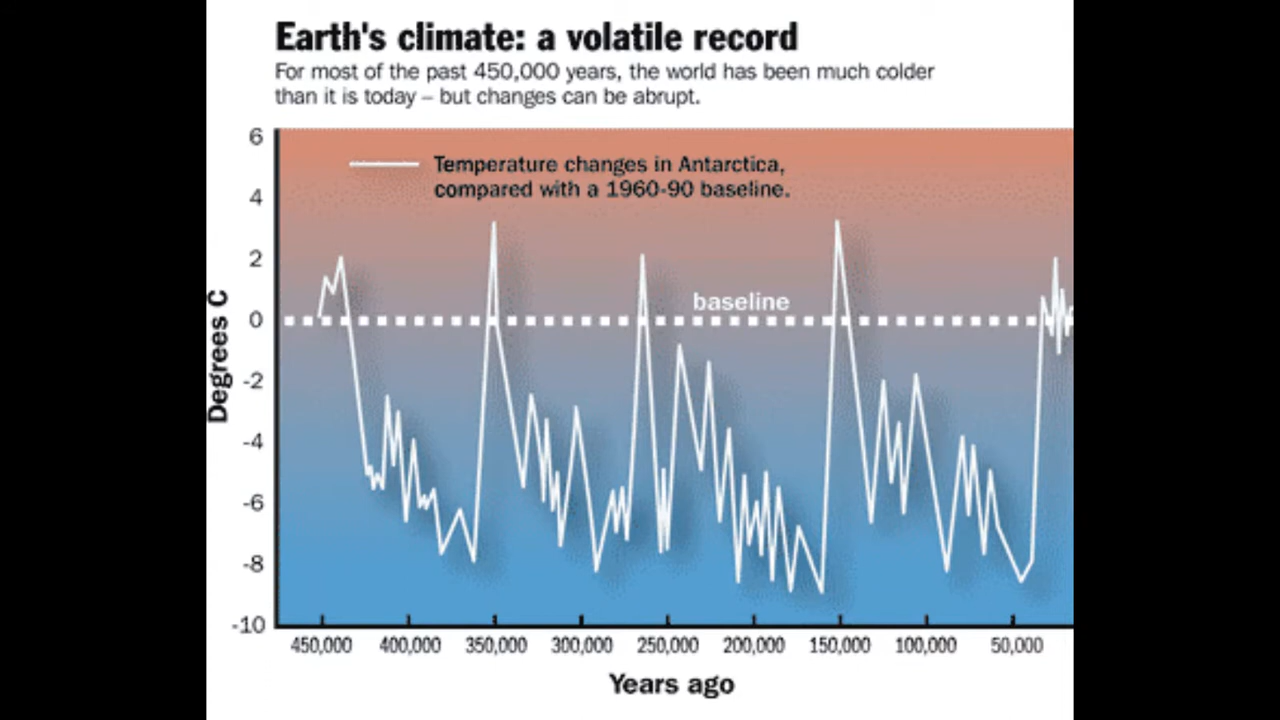 Earth's climate: a volatile record
For most of the past 450,000 years, the world has been much colder
than it is today – but changes can be abrupt.
6
Temperature changes in Antarctica,
compared with a 1960-90 baseline.
4
2
baseline
0
Degrees C
-2
-4
-6
-8
-10
450,000 400,000 350,000 300,000 250,000 200,000 150,000 100,000 50,000
Years ago